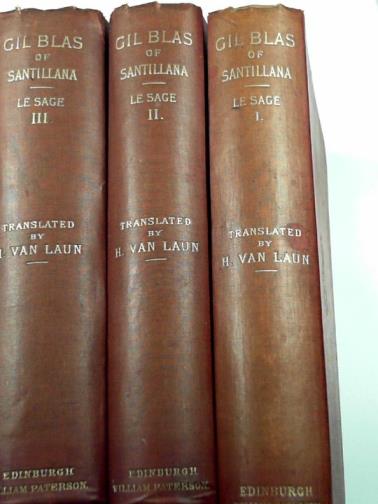 GIL BLAS
OF
SANTILLANA
LE SAGE
III
TRANSLATED
BY
H. VAN LAUN
EDINBURGH
WILLIAM PATERSON.
GIL BLAS
OF
SANTILLANA
LE SAGE
II.
TRANSLATED
BY
H. VAN LAUN
EDINBURGH
WILLIAM PATERSON.
GIL BLAS
OF
SANTILLANA
LE SAGE
I.
TRANSLATED
BY
H. VAN LAUN
EDINBURGH